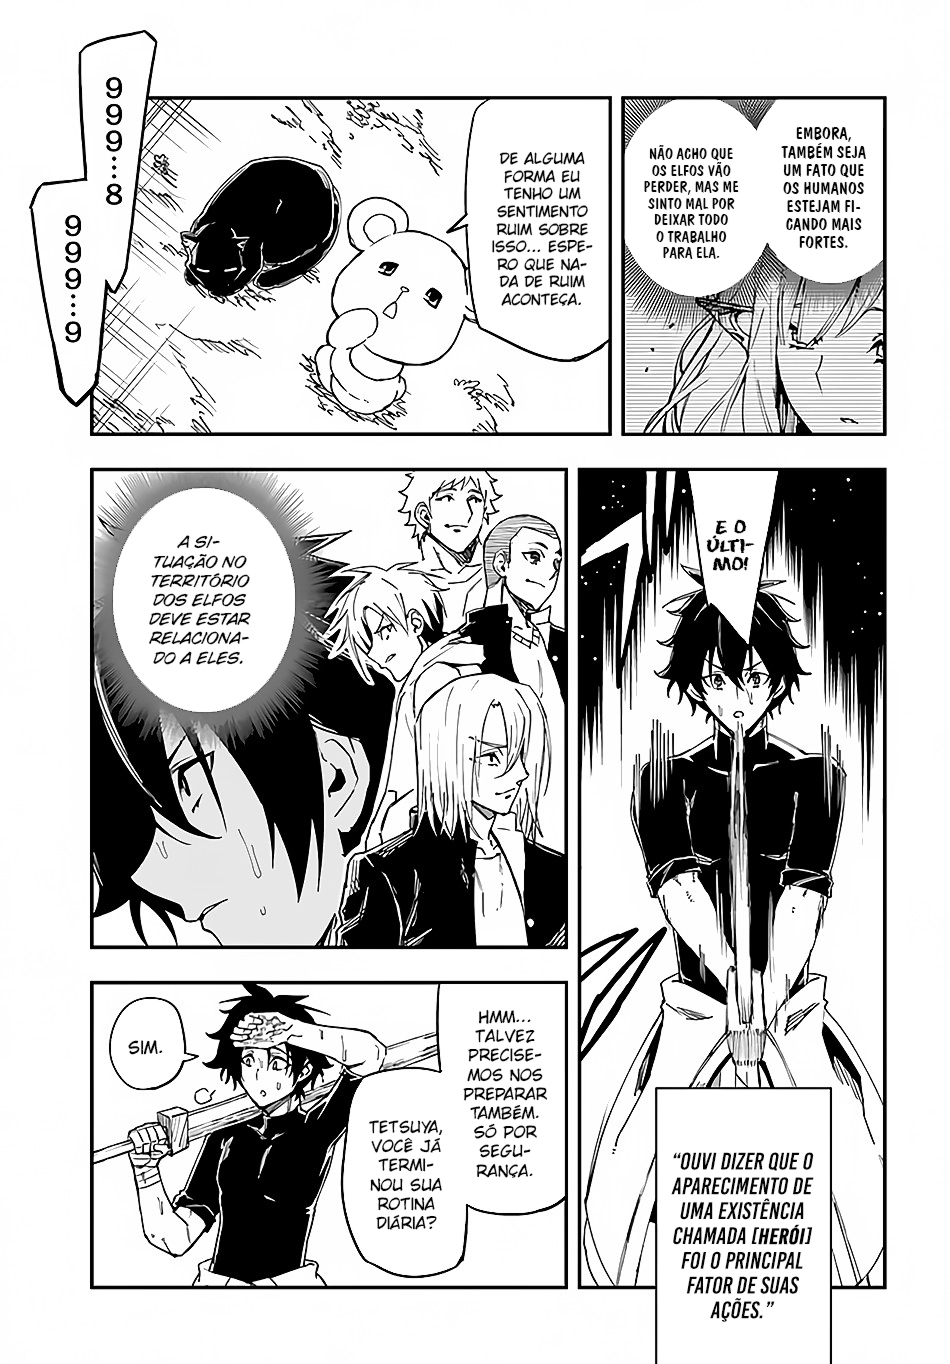 EMBORA,
TAMBÉM SEJA
UM FATO QUE
OS HUMANOS
ESTEJAM FI-
CANDO MAIS
FORTES.
NÃO ACHO QUE
OS ELFOS VÃO
PERDER, MAS ME
SINTO MAL POR
DEIXAR TODO
O TRABALHO
PARA ELA.
DE ALGUMA
FORMA EU
TENHO UM
SENTIMENTO
RUIM SOBRE
ISSO... ESPE-
RO QUE NA-
DA DE RUIM
ACONTEÇA.
999...8
999...9
E O
ÚLTI-
MO!
"OUVI DIZER QUE O
APARECIMENTO DE
UMA EXISTÊNCIA
CHAMADA [HERÓI]
FOI O PRINCIPAL
FATOR DE SUAS
AÇÕES."
A SI-
TUAÇÃO NO
TERRITÓRIO
DOS ELFOS
DEVE ESTAR
RELACIONA-
DO A ELES.
HMM...
TALVEZ
PRECISE-
MOS NOS
PREPARAR
TAMBÉM.
SÓ POR
SEGU-
RANÇA.
TETSUYA,
VOCÊ JÁ
TERMI-
NOU SUA
ROTINA
DIÁRIA?
SIM.